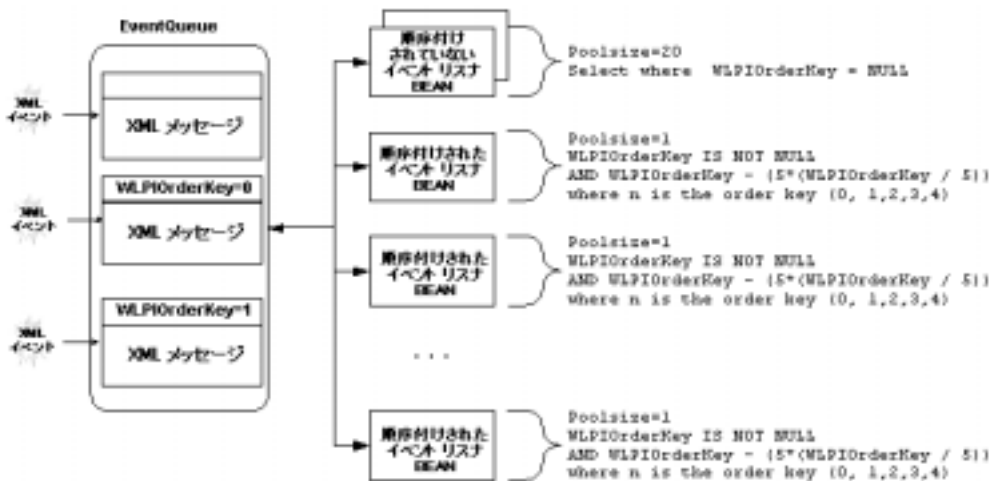 EventQueue
XML
イベント
XML メッセージ
XML
イベント
WLPIOrderKey=0
XML メッセージ
XML
イベント
WLPIOrderKey=1
XML メッセージ
順序付け
されていない
イベント リスナ
BEAN
Poolsize=20
Select where WLPIOrderKey = NULL
順序付けされた
イベント リスナ
BEAN
Poolsize=1
WLPIOrderKey IS NOT NULL
AND WLPIOrderKey - (5*(WLPIOrderKey / 5))
where n is the order key (0, 1,2,3,4)
順序付けされた
イベント リスナ
BEAN
Poolsize=1
WLPIOrderKey IS NOT NULL
AND WLPIOrderKey - (5*(WLPIOrderKey / 5))
where n is the order key (0, 1,2,3,4)
...
順序付けされた
イベント リスナ
BEAN
Poolsize=1
WLPIOrderKey IS NOT NULL
AND WLPIOrderKey - (5*(WLPIOrderKey / 5))
where n is the order key (0, 1,2,3,4)